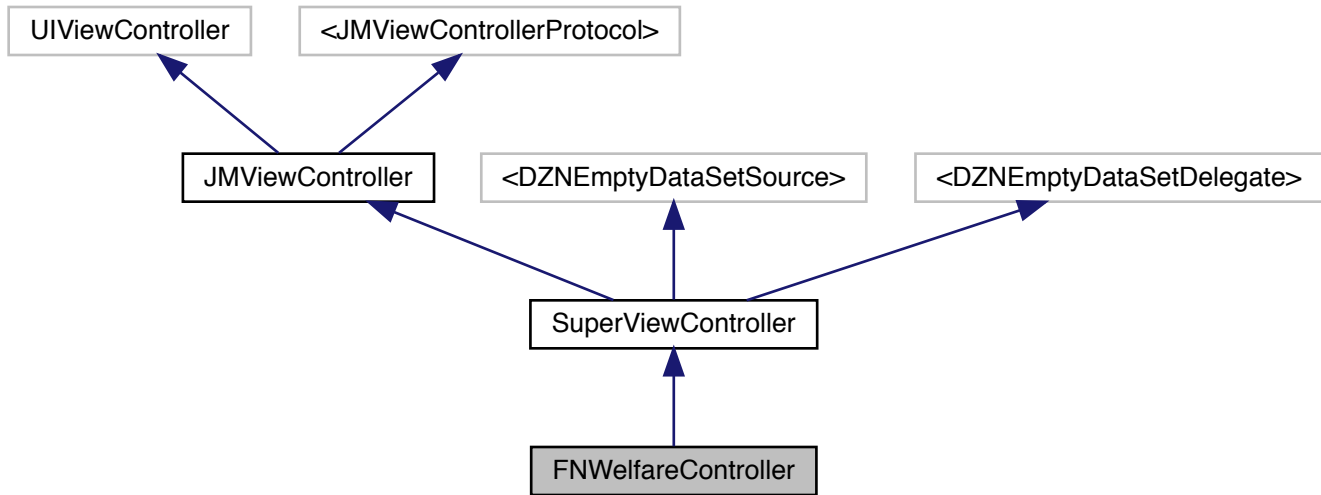 UIViewController
<JMViewControllerProtocol>
JMViewController
<DZNEmptyDataSetSource>
<DZNEmptyDataSetDelegate>
SuperViewController
FNWelfareController